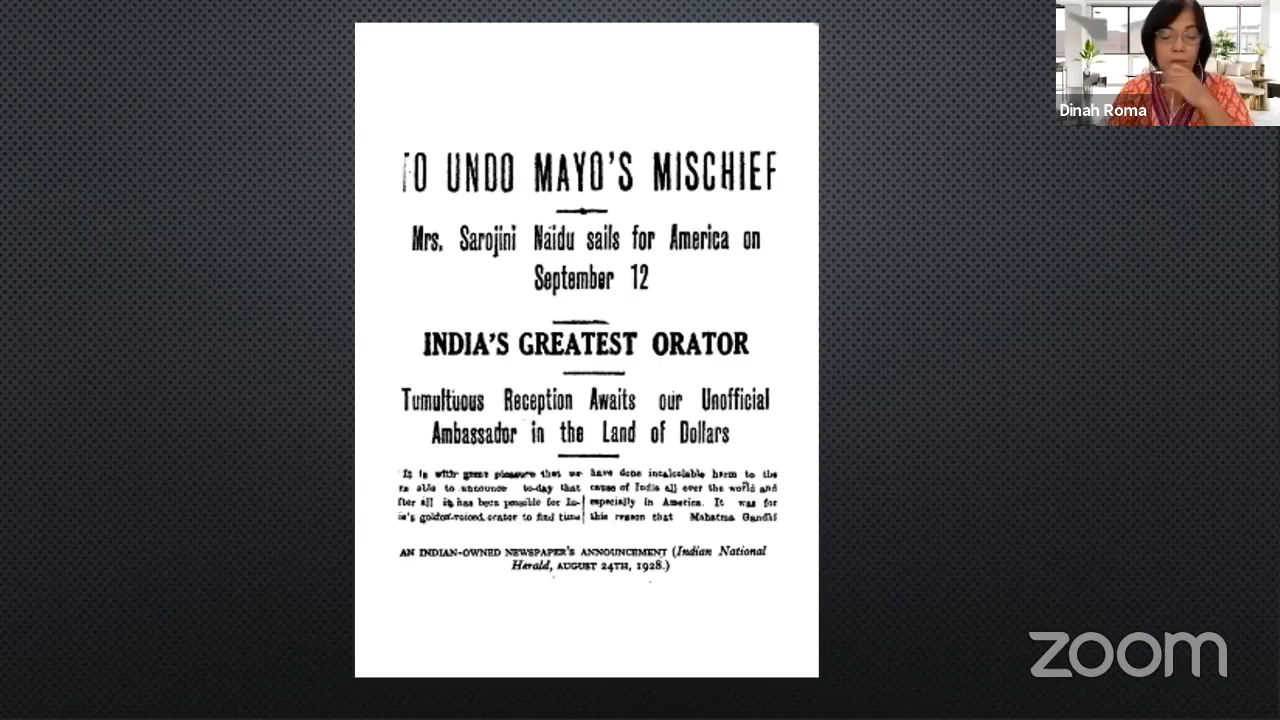 TO UNDO MAYO'S MISCHIEF
Mrs. Sarojini Naidu sails for America on
September 12
INDIA'S GREATEST ORATOR
Tumultuous Reception Awaits our Unofficial
Ambassador in the Land of Dollars
It is with great pleasure that we
re able to announce to-day that
fter all it has been possible for In-
ia's golden-voiced orator to find time
have done incalculable harm to the
cause of India all over the world and
especially in America. It was for
this reason that Mahatma Gandhi
AN INDIAN-OWNED NEWSPAPER'S ANNOUNCEMENT (Indian National
Herald, AUGUST 24TH, 1928.)
Dinah Roma
zoom